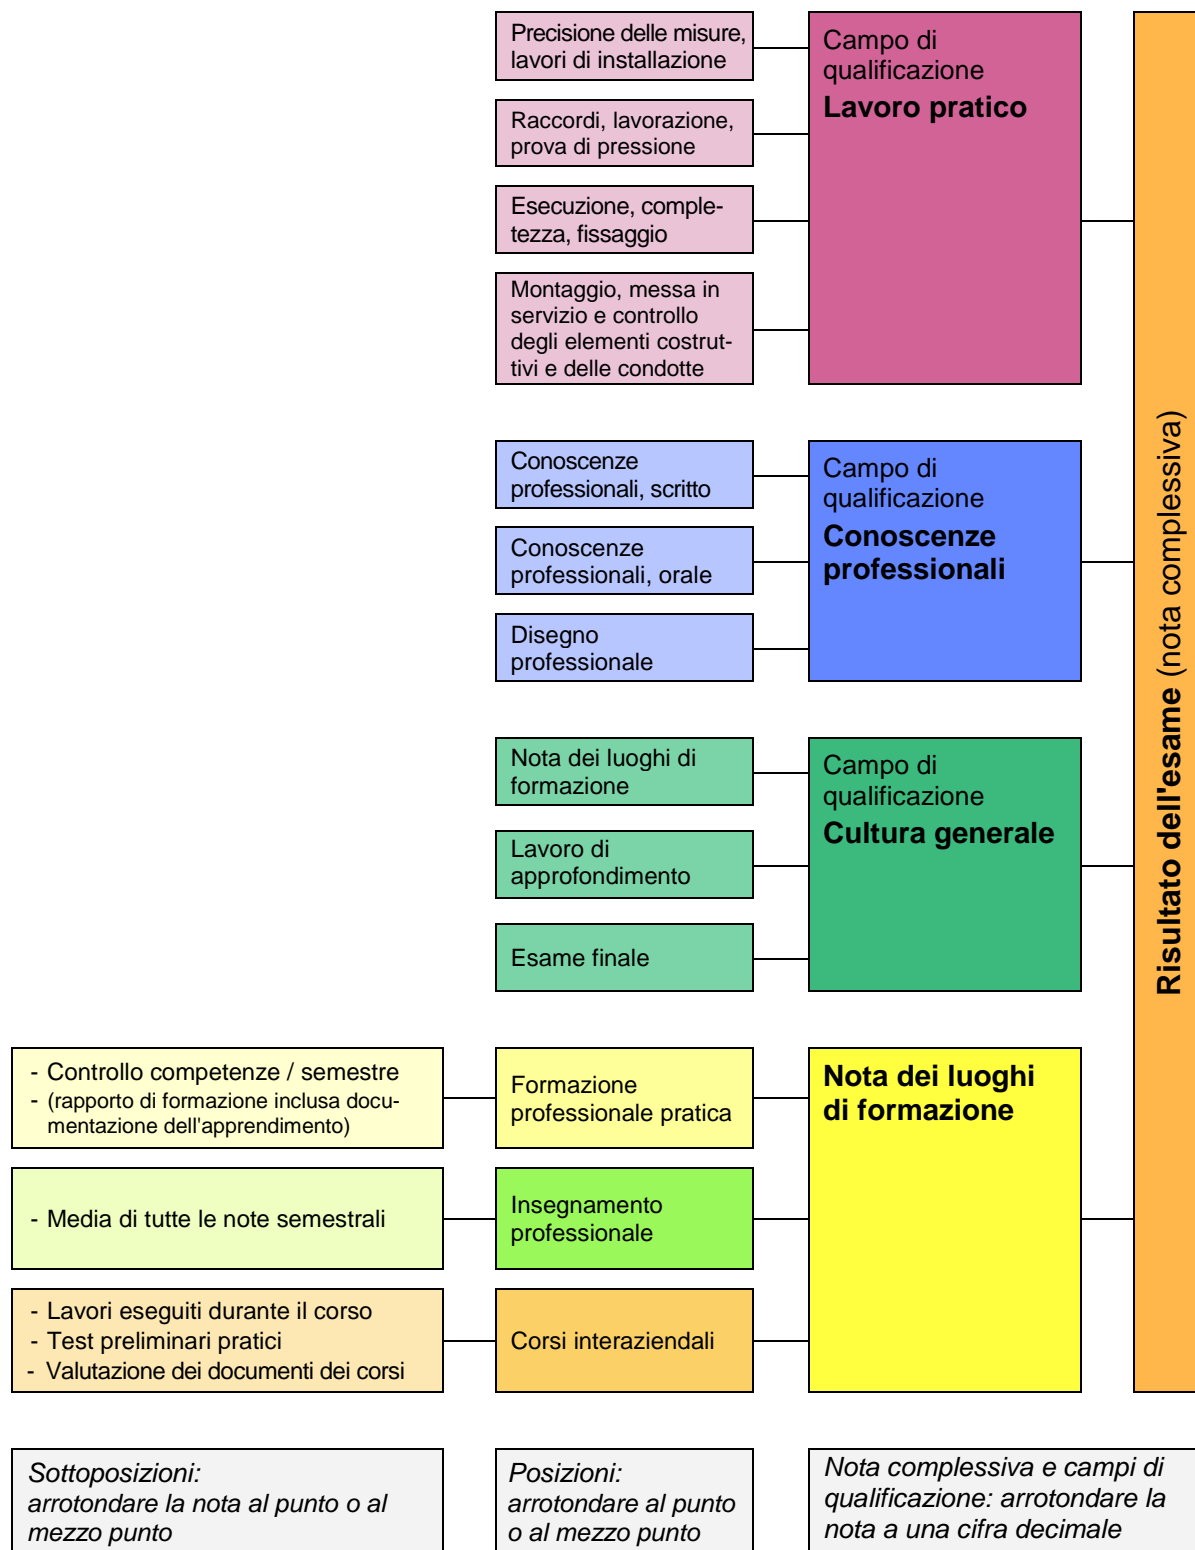 Precisione delle misure,
lavori di installazione
Raccordi, lavorazione,
prova di pressione
Esecuzione, comple-
tezza, fissaggio
Montaggio, messa in
servizio e controllo
degli elementi costrut-
tivi e delle condotte
Campo di
qualificazione
Lavoro pratico
Conoscenze
professionali, scritto
Conoscenze
professionali, orale
Disegno
professionale
Campo di
qualificazione
Conoscenze
professionali
Nota dei luoghi di
formazione
Lavoro di
approfondimento
Esame finale
Campo di
qualificazione
Cultura generale
- Controllo competenze / semestre
- (rapporto di formazione inclusa docu-
mentazione dell'apprendimento)
Formazione
professionale pratica
- Media di tutte le note semestrali
Insegnamento
professionale
- Lavori eseguiti durante il corso
- Test preliminari pratici
- Valutazione dei documenti dei corsi
Corsi interaziendali
Nota dei luoghi
di formazione
Risultato dell'esame (nota complessiva)
Sottoposizioni:
arrotondare la nota al punto o al
mezzo punto
Posizioni:
arrotondare al punto
o al mezzo punto
Nota complessiva e campi di
qualificazione: arrotondare la
nota a una cifra decimale